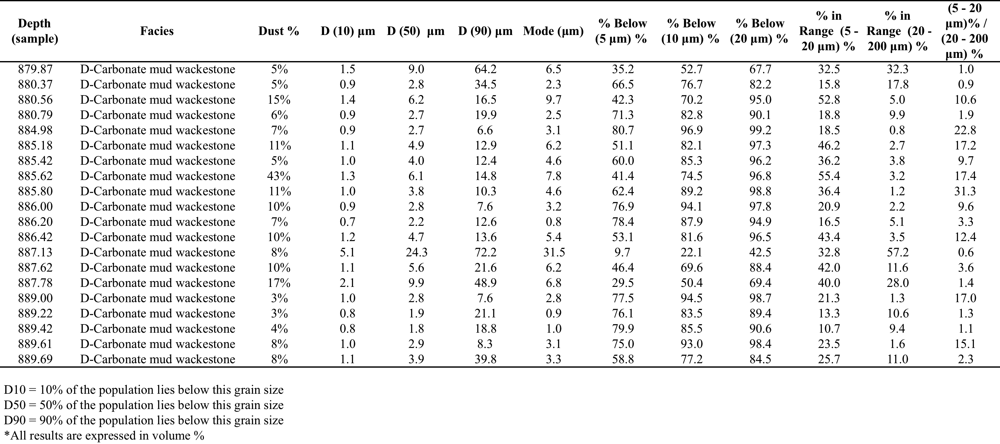 Depth (sample) Facies Dust % D (10) µm D (50) µm D (90) µm Mode (µm) % Below (5 µm) % % Below (10 µm) % % Below (20 µm) % % in Range (5 - 20 µm) % % in Range (20 - 200 µm) % (5 - 20 µm)% / (20 - 200 µm) %
879.87 D-Carbonate mud wackestone 5% 1.5 9.0 64.2 6.5 35.2 52.7 67.7 32.5 32.3 1.0
880.37 D-Carbonate mud wackestone 5% 0.9 2.8 34.5 2.3 66.5 76.7 82.2 15.8 17.8 0.9
880.56 D-Carbonate mud wackestone 15% 1.4 6.2 16.5 9.7 42.3 70.2 95.0 52.8 5.0 10.6
880.79 D-Carbonate mud wackestone 6% 0.9 2.7 19.9 2.5 71.3 82.8 90.1 18.8 9.9 1.9
884.98 D-Carbonate mud wackestone 7% 0.9 2.7 6.6 3.1 80.7 96.9 99.2 18.5 0.8 22.8
885.18 D-Carbonate mud wackestone 11% 1.1 4.9 12.9 6.2 51.1 82.1 97.3 46.2 2.7 17.2
885.42 D-Carbonate mud wackestone 5% 1.0 4.0 12.4 4.6 60.0 85.3 96.2 36.2 3.8 9.7
885.62 D-Carbonate mud wackestone 43% 1.3 6.1 14.8 7.8 41.4 74.5 96.8 55.4 3.2 17.4
885.80 D-Carbonate mud wackestone 11% 1.0 3.8 10.3 4.6 62.4 89.2 98.8 36.4 1.2 31.3
886.00 D-Carbonate mud wackestone 10% 0.9 2.8 7.6 3.2 76.9 94.1 97.8 20.9 2.2 9.6
886.20 D-Carbonate mud wackestone 7% 0.7 2.2 12.6 0.8 78.4 87.9 94.9 16.5 5.1 3.3
886.42 D-Carbonate mud wackestone 10% 1.2 4.7 13.6 5.4 53.1 81.6 96.5 43.4 3.5 12.4
887.13 D-Carbonate mud wackestone 8% 5.1 24.3 72.2 31.5 9.7 22.1 42.5 32.8 57.2 0.6
887.62 D-Carbonate mud wackestone 10% 1.1 5.6 21.6 6.2 46.4 69.6 88.4 42.0 11.6 3.6
887.78 D-Carbonate mud wackestone 17% 2.1 9.9 48.9 6.8 29.5 50.4 69.4 40.0 28.0 1.4
889.00 D-Carbonate mud wackestone 3% 1.0 2.8 7.6 2.8 77.5 94.5 98.7 21.3 1.3 17.0
889.22 D-Carbonate mud wackestone 3% 0.8 1.9 21.1 0.9 76.1 83.5 89.4 13.3 10.6 1.3
889.42 D-Carbonate mud wackestone 4% 0.8 1.8 18.8 1.0 79.9 85.5 90.6 10.7 9.4 1.1
889.61 D-Carbonate mud wackestone 8% 1.0 2.9 8.3 3.1 75.0 93.0 98.4 23.5 1.6 15.1
889.69 D-Carbonate mud wackestone 8% 1.1 3.9 39.8 3.3 58.8 77.2 84.5 25.7 11.0 2.3
D10 = 10% of the population lies below this grain size
D50 = 50% of the population lies below this grain size
D90 = 90% of the population lies below this grain size
*All results are expressed in volume %